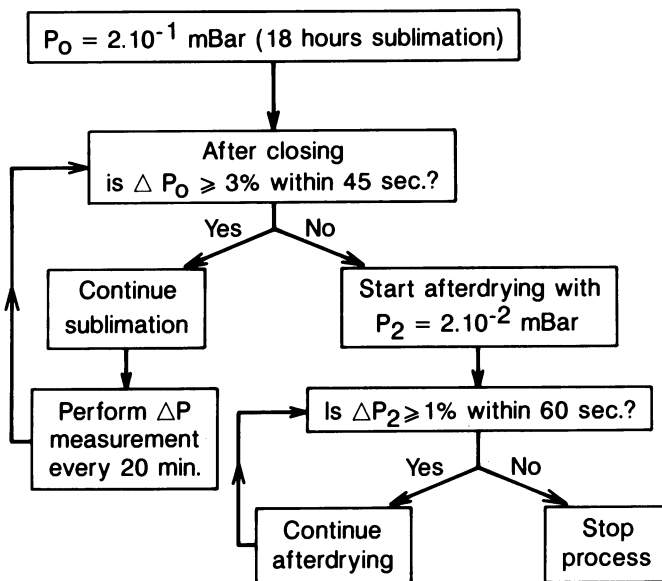 P₀ = 2.10⁻¹ mBar (18 hours sublimation)
After closing
is △ P₀ ⩾ 3% within 45 sec.?
Yes No
Continue
sublimation
Start afterdrying with
P₂ = 2.10⁻² mBar
Perform △P
measurement
every 20 min.
Is △P₂⩾1% within 60 sec.?
Yes No
Continue
afterdrying
Stop
process